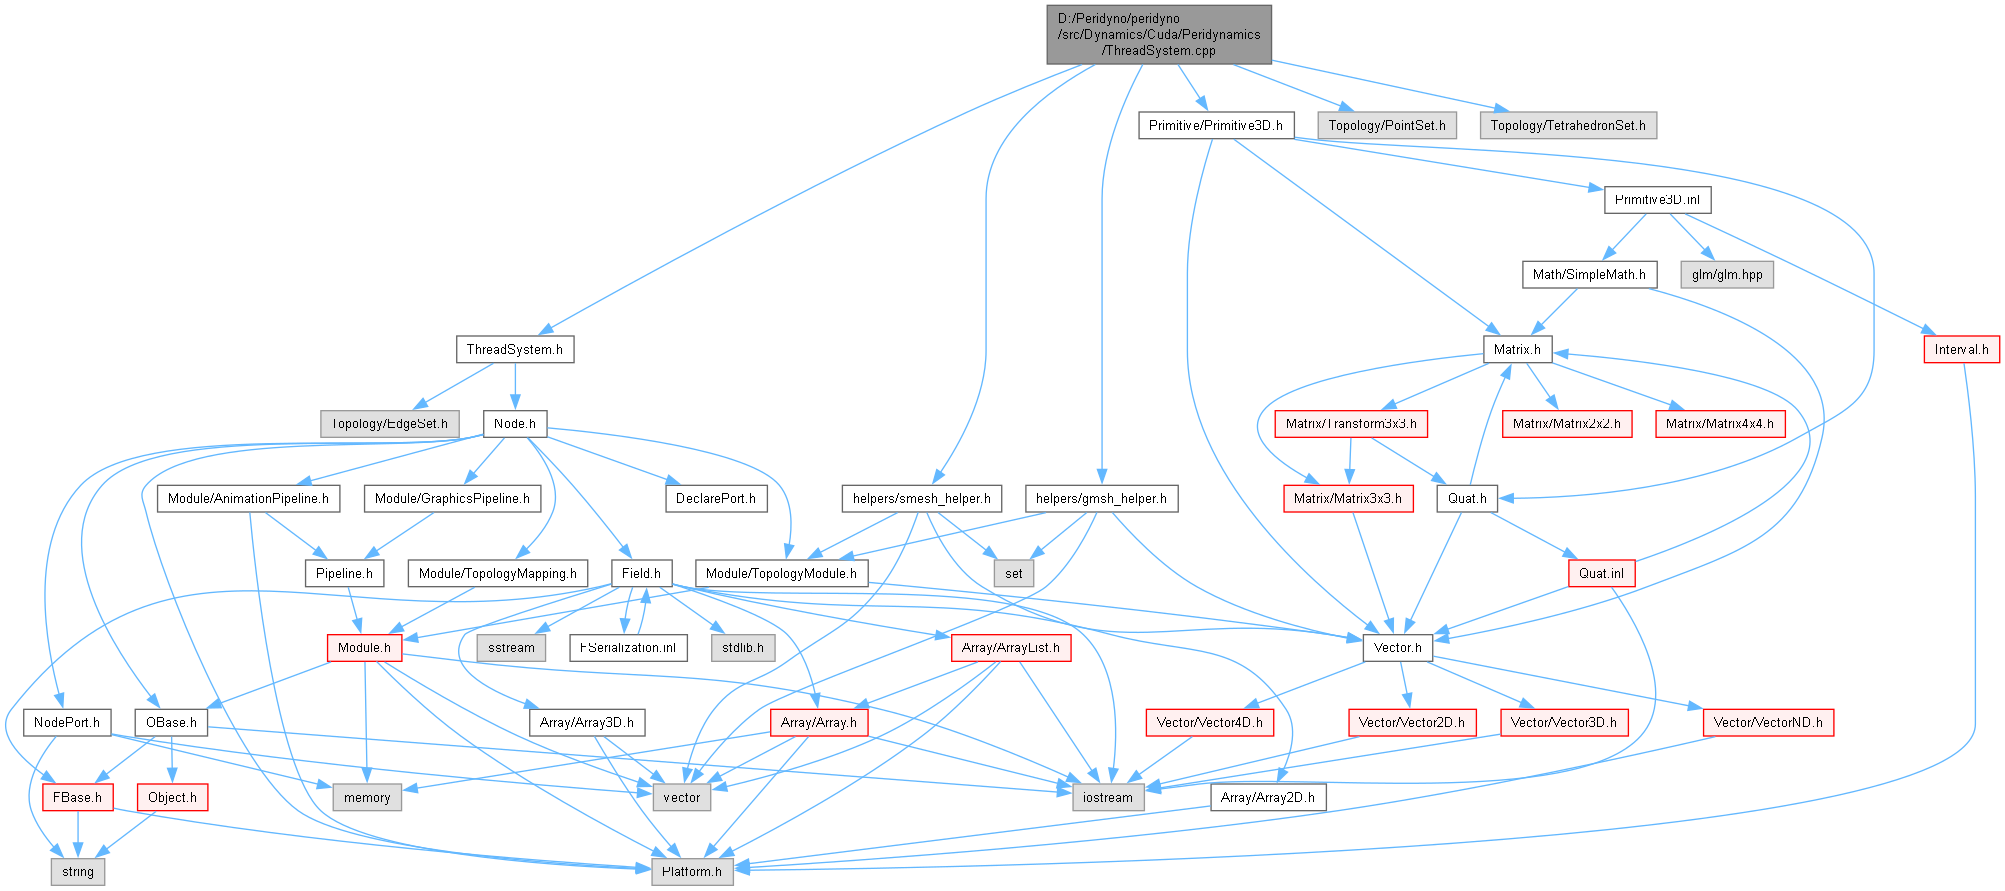 D:/Peridyno/peridyno
/src/Dynamics/Cuda/Peridynamics
/ThreadSystem.cpp
Primitive/Primitive3D.h
Topology/PointSet.h
Topology/TetrahedronSet.h
Primitive3D.inl
Math/SimpleMath.h
glm/glm.hpp
ThreadSystem.h
Matrix.h
Interval.h
Topology/EdgeSet.h
Node.h
Matrix/Transform3x3.h
Matrix/Matrix2x2.h
Matrix/Matrix4x4.h
Module/AnimationPipeline.h
Module/GraphicsPipeline.h
DeclarePort.h
helpers/smesh_helper.h
helpers/gmsh_helper.h
Matrix/Matrix3x3.h
Quat.h
Pipeline.h
Module/TopologyMapping.h
Field.h
Module/TopologyModule.h
set
Quat.inl
Module.h
sstream
FSerialization.inl
stdlib.h
Array/ArrayList.h
Vector.h
NodePort.h
OBase.h
Array/Array3D.h
Array/Array.h
Vector/Vector4D.h
Vector/Vector2D.h
Vector/Vector3D.h
Vector/VectorND.h
FBase.h
Object.h
memory
vector
iostream
Array/Array2D.h
string
Platform.h